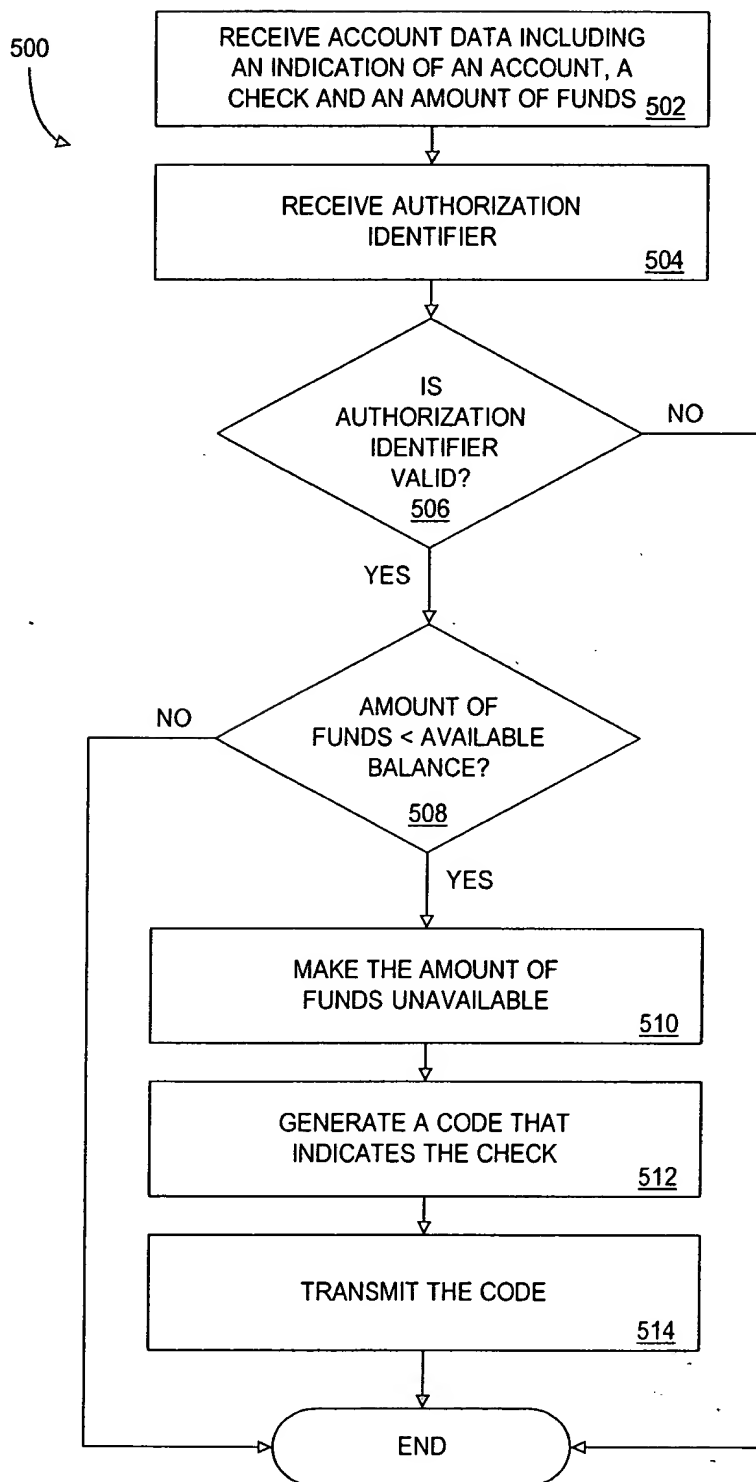 500
RECEIVE ACCOUNT DATA INCLUDING
AN INDICATION OF AN ACCOUNT, A
CHECK AND AN AMOUNT OF FUNDS
502
RECEIVE AUTHORIZATION
IDENTIFIER
504
IS
AUTHORIZATION
IDENTIFIER
VALID?
506
NO
YES
AMOUNT OF
FUNDS < AVAILABLE
BALANCE?
508
NO
YES
MAKE THE AMOUNT OF
FUNDS UNAVAILABLE
510
GENERATE A CODE THAT
INDICATES THE CHECK
512
TRANSMIT THE CODE
514
END